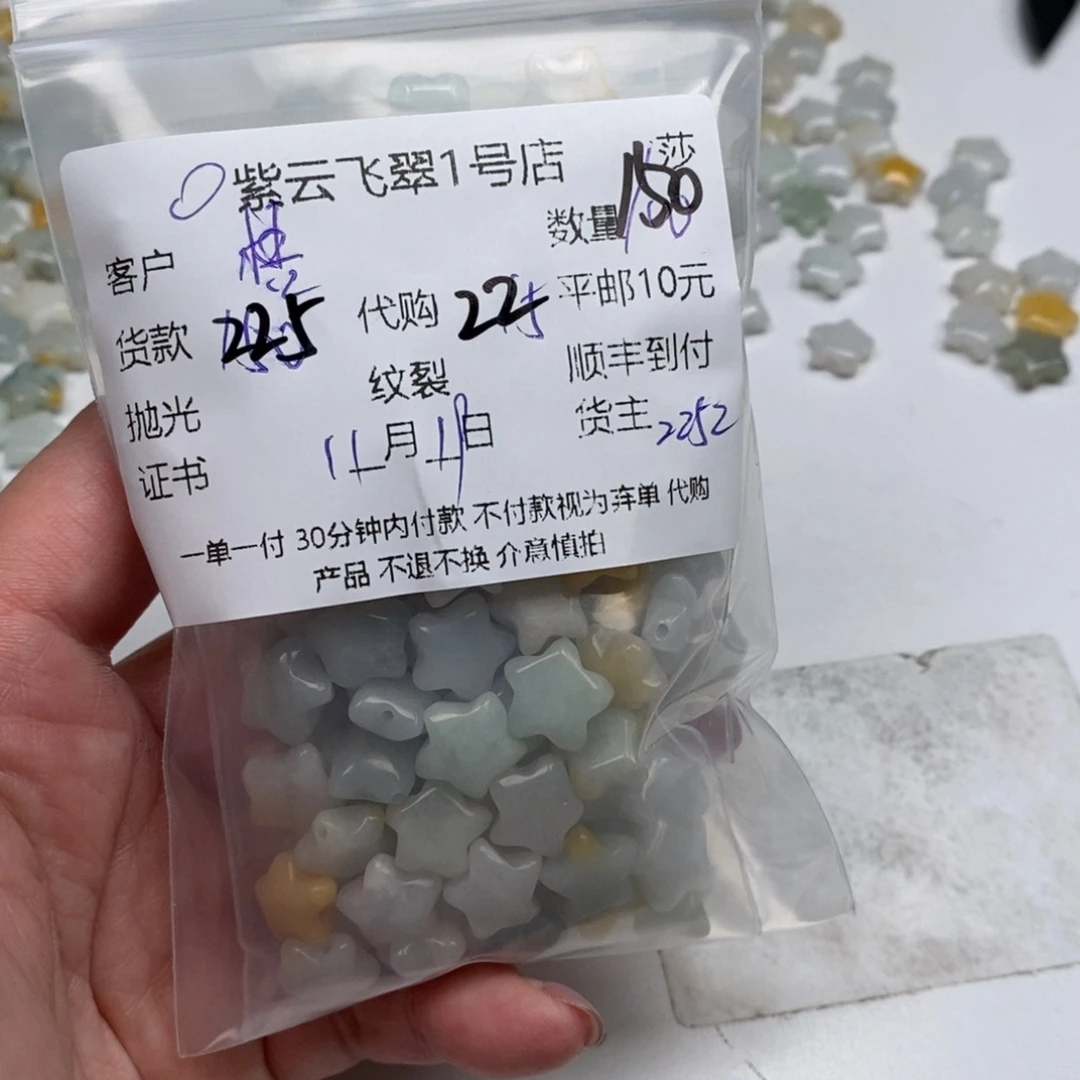 紫云飞翠1号店 莎
客户 数量 150
货款 225 代购 22 平邮10元
纹裂 顺丰到付
抛光 11月19日 货主 2252
证书
一单一付 30分钟内付款 不付款视为弃单 代购
产品 不退不换 介意慎拍